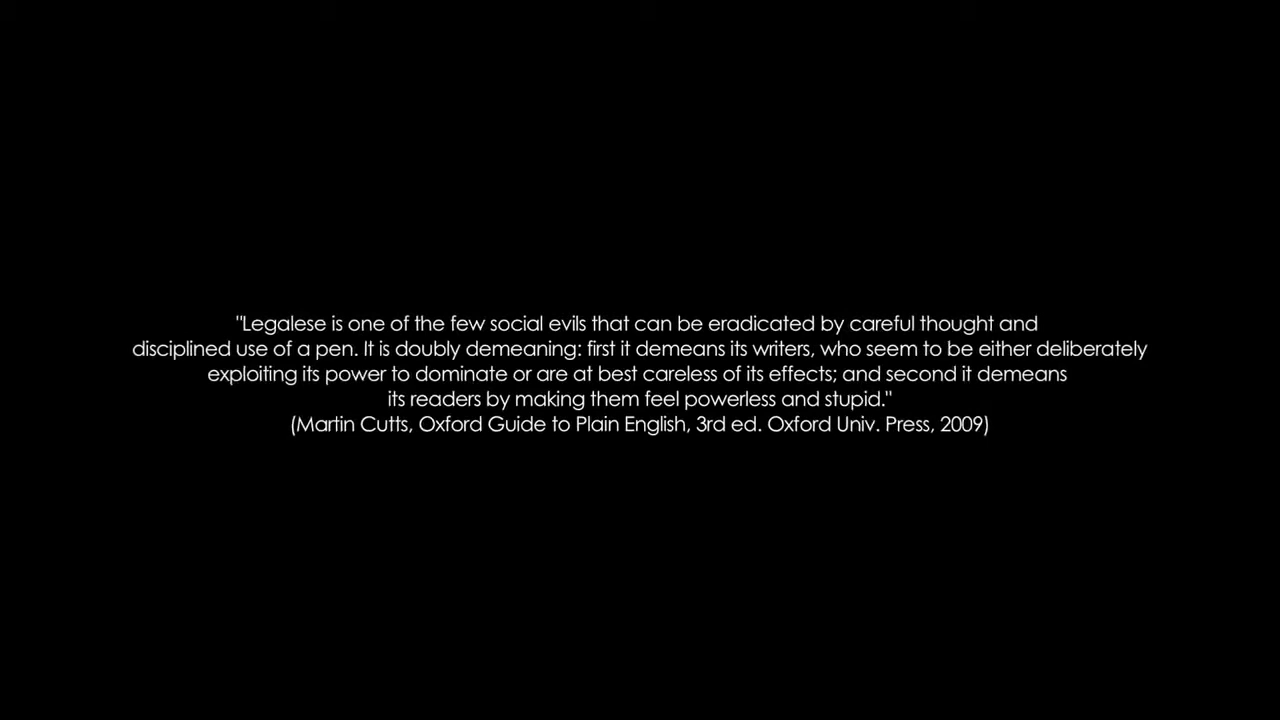 "Legalese is one of the few social evils that can be eradicated by careful thought and
disciplined use of a pen. It is doubly demeaning: first it demeans its writers, who seem to be either deliberately
exploiting its power to dominate or are at best careless of its effects; and second it demeans
its readers by making them feel powerless and stupid."
(Martin Cutts, Oxford Guide to Plain English, 3rd ed. Oxford Univ. Press, 2009)